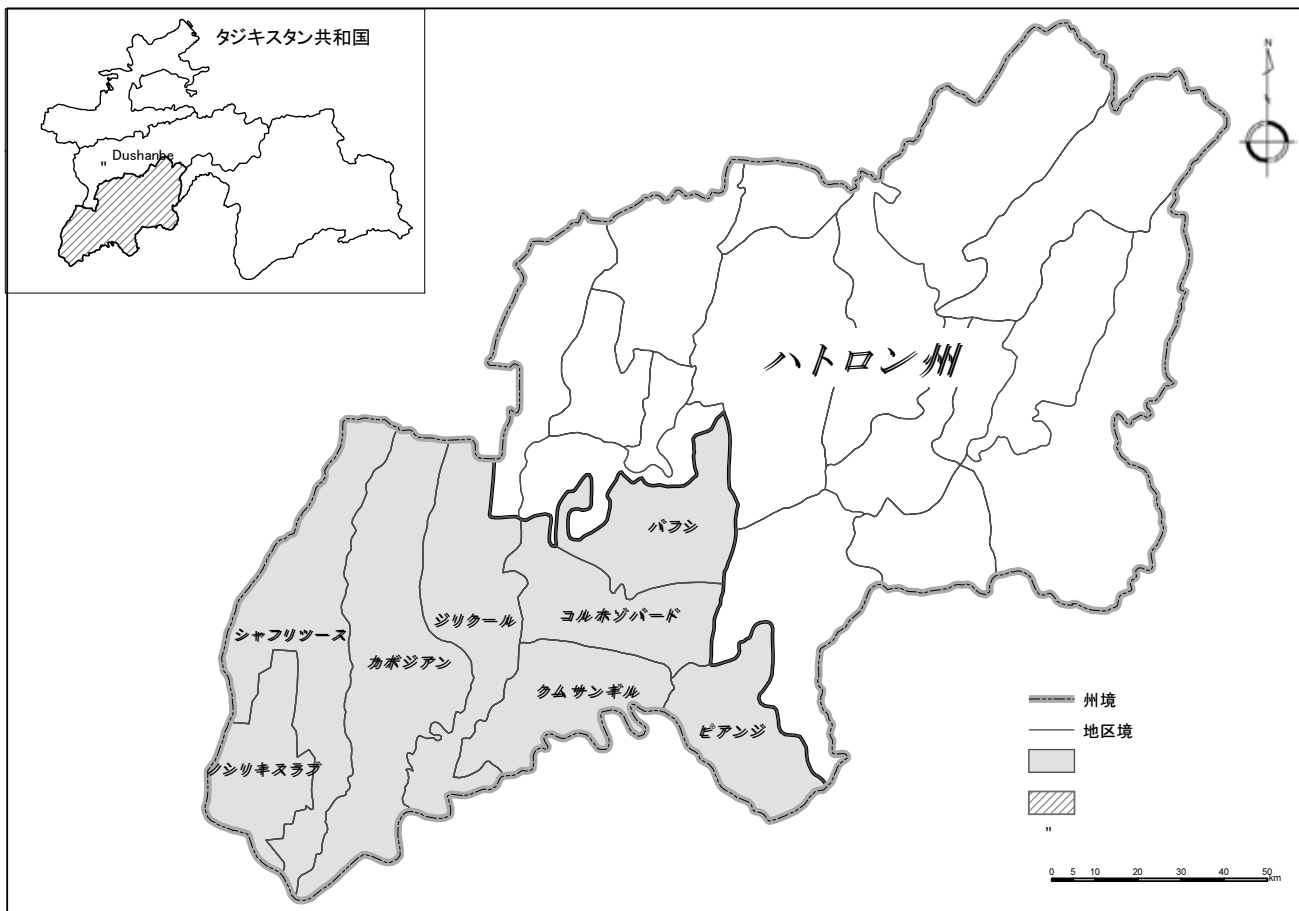 タジキスタン共和国
" Dushanbe
N
ハトロン州
バフシ
コルホゾバード
ジリクール
シャフリツース
カボジアン
クムサンギル
ピアンジ
ノシリキスラブ
州境
地区境
"
0 5 10 20 30 40 50
km